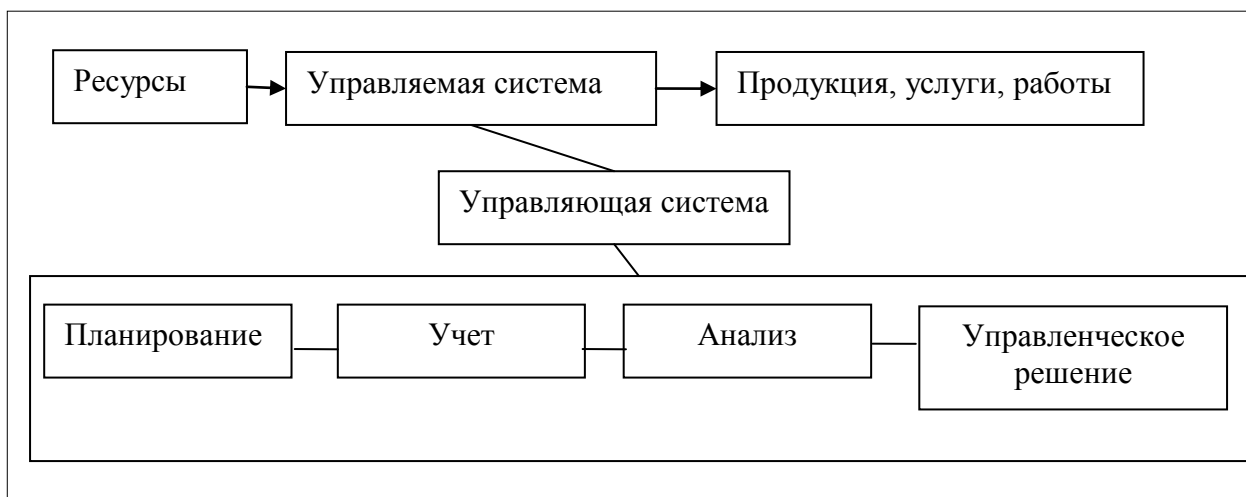 Ресурсы
Управляемая система
Продукция, услуги, работы
Управляющая система
Планирование
Учет
Анализ
Управленческое
решение